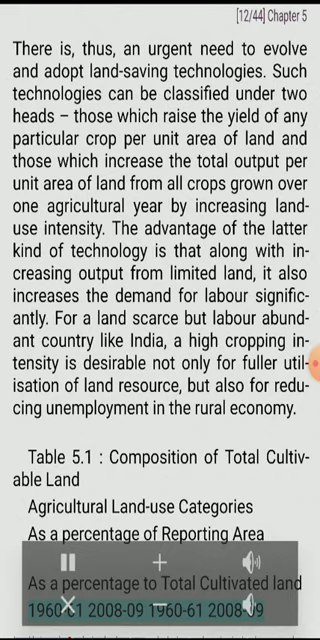 [12/44] Chapter 5
There is, thus, an urgent need to evolve
and adopt land-saving technologies. Such
technologies can be classified under two
heads – those which raise the yield of any
particular crop per unit area of land and
those which increase the total output per
unit area of land from all crops grown over
one agricultural year by increasing land-
use intensity. The advantage of the latter
kind of technology is that along with in-
creasing output from limited land, it also
increases the demand for labour signific-
antly. For a land scarce but labour abund-
ant country like India, a high cropping in-
tensity is desirable not only for fuller util-
isation of land resource, but also for redu-
cing unemployment in the rural economy.
Table 5.1 : Composition of Total Cultiv-
able Land
Agricultural Land-use Categories
As a percentage of Reporting Area
As a percentage to Total Cultivated land
1960-61 2008-09 1960-61 2008-09